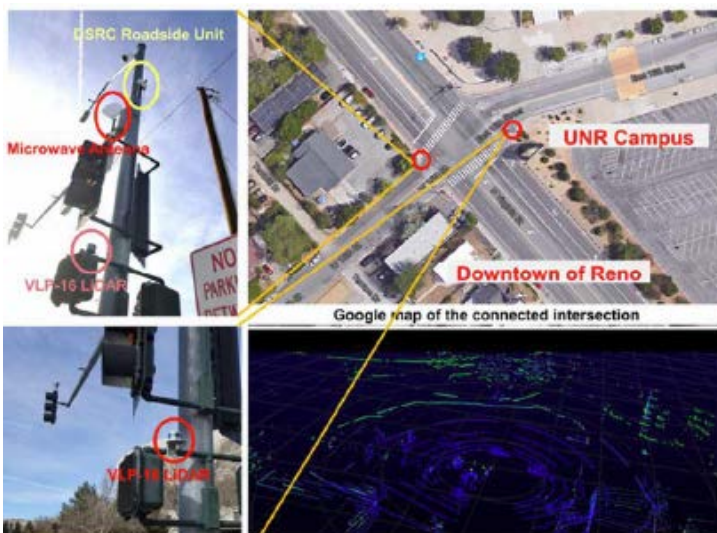 DSRC Roadside Unit
Microwave Antenna
VLP-16 LiDAR
NO
PARK
UNR Campus
Downtown of Reno
Google map of the connected intersection
VLP-16 LiDAR